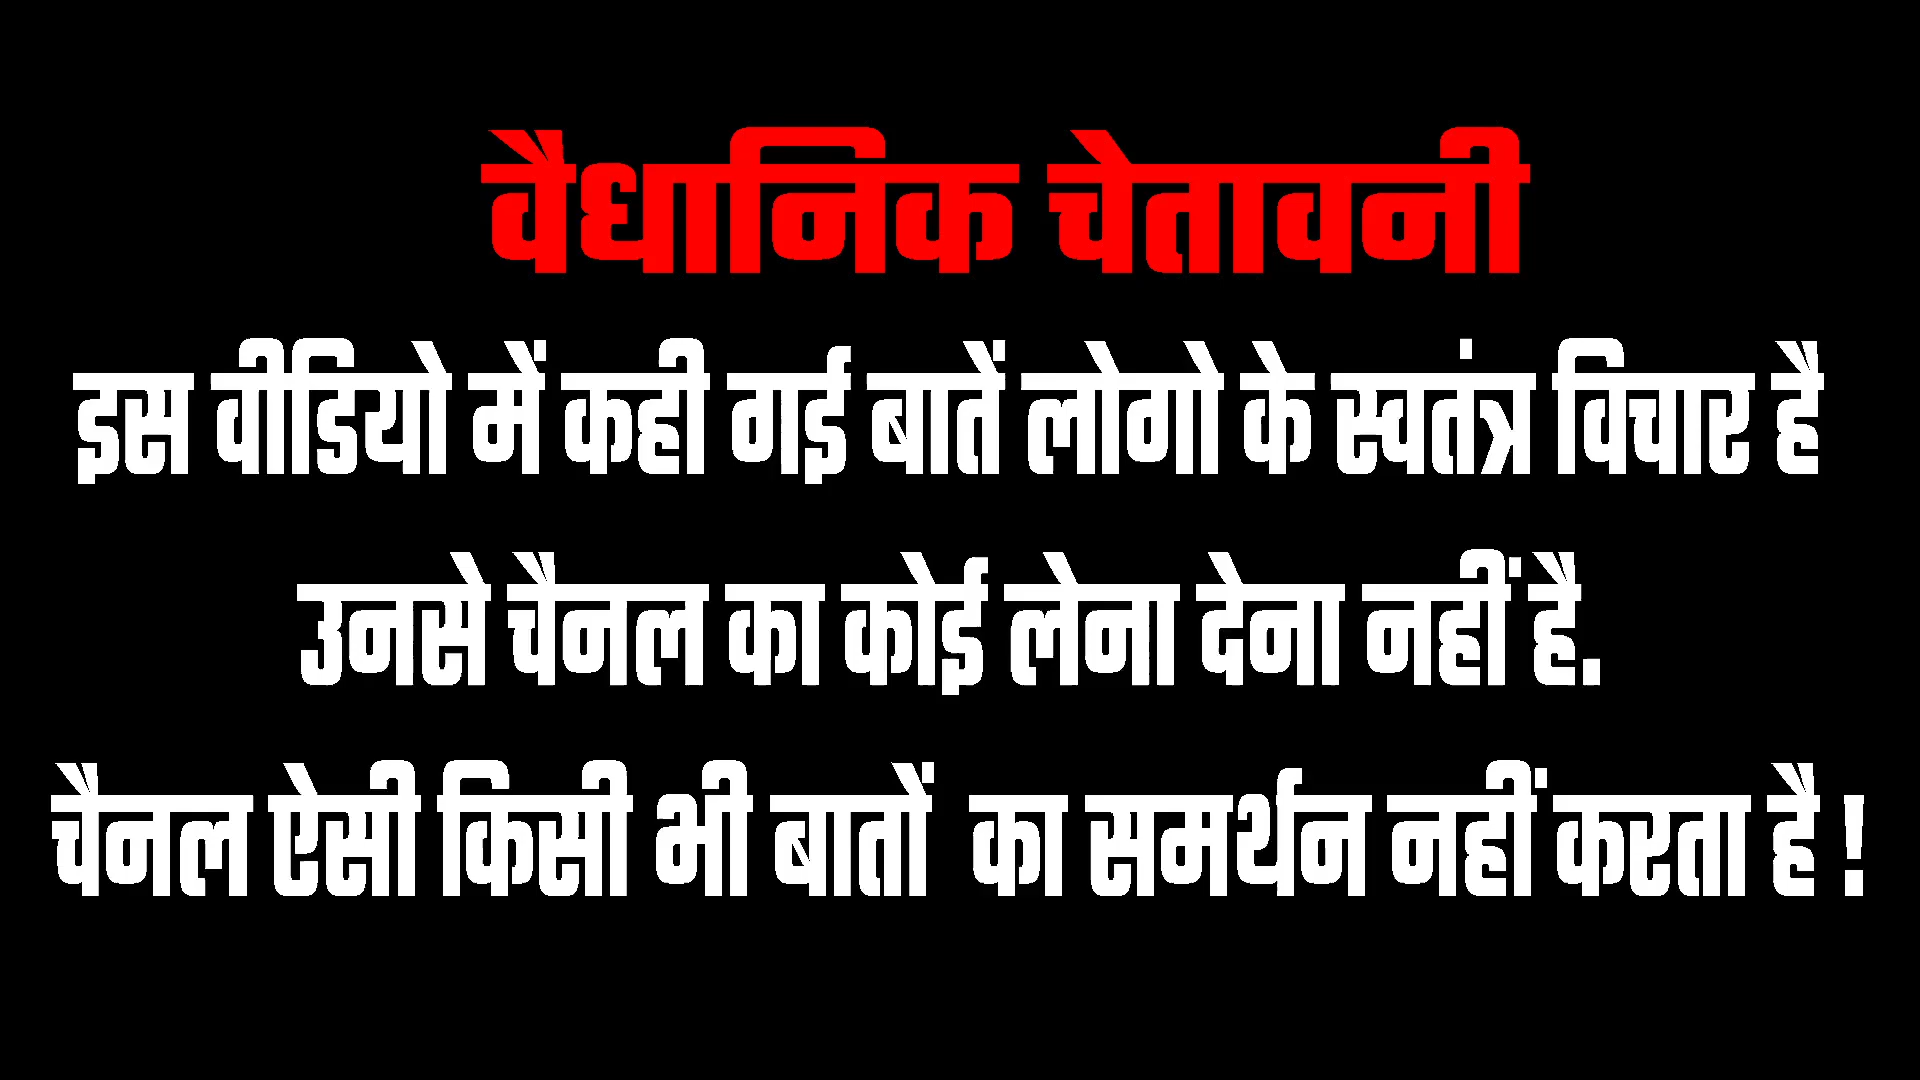 वैधानिक चेतावनी
इस वीडियो में कही गई बातें लोगो के स्वतंत्र विचार है
उनसे चैनल का कोई लेना देना नहीं है.
चैनल ऐसी किसी भी बातों का समर्थन नहीं करता है !